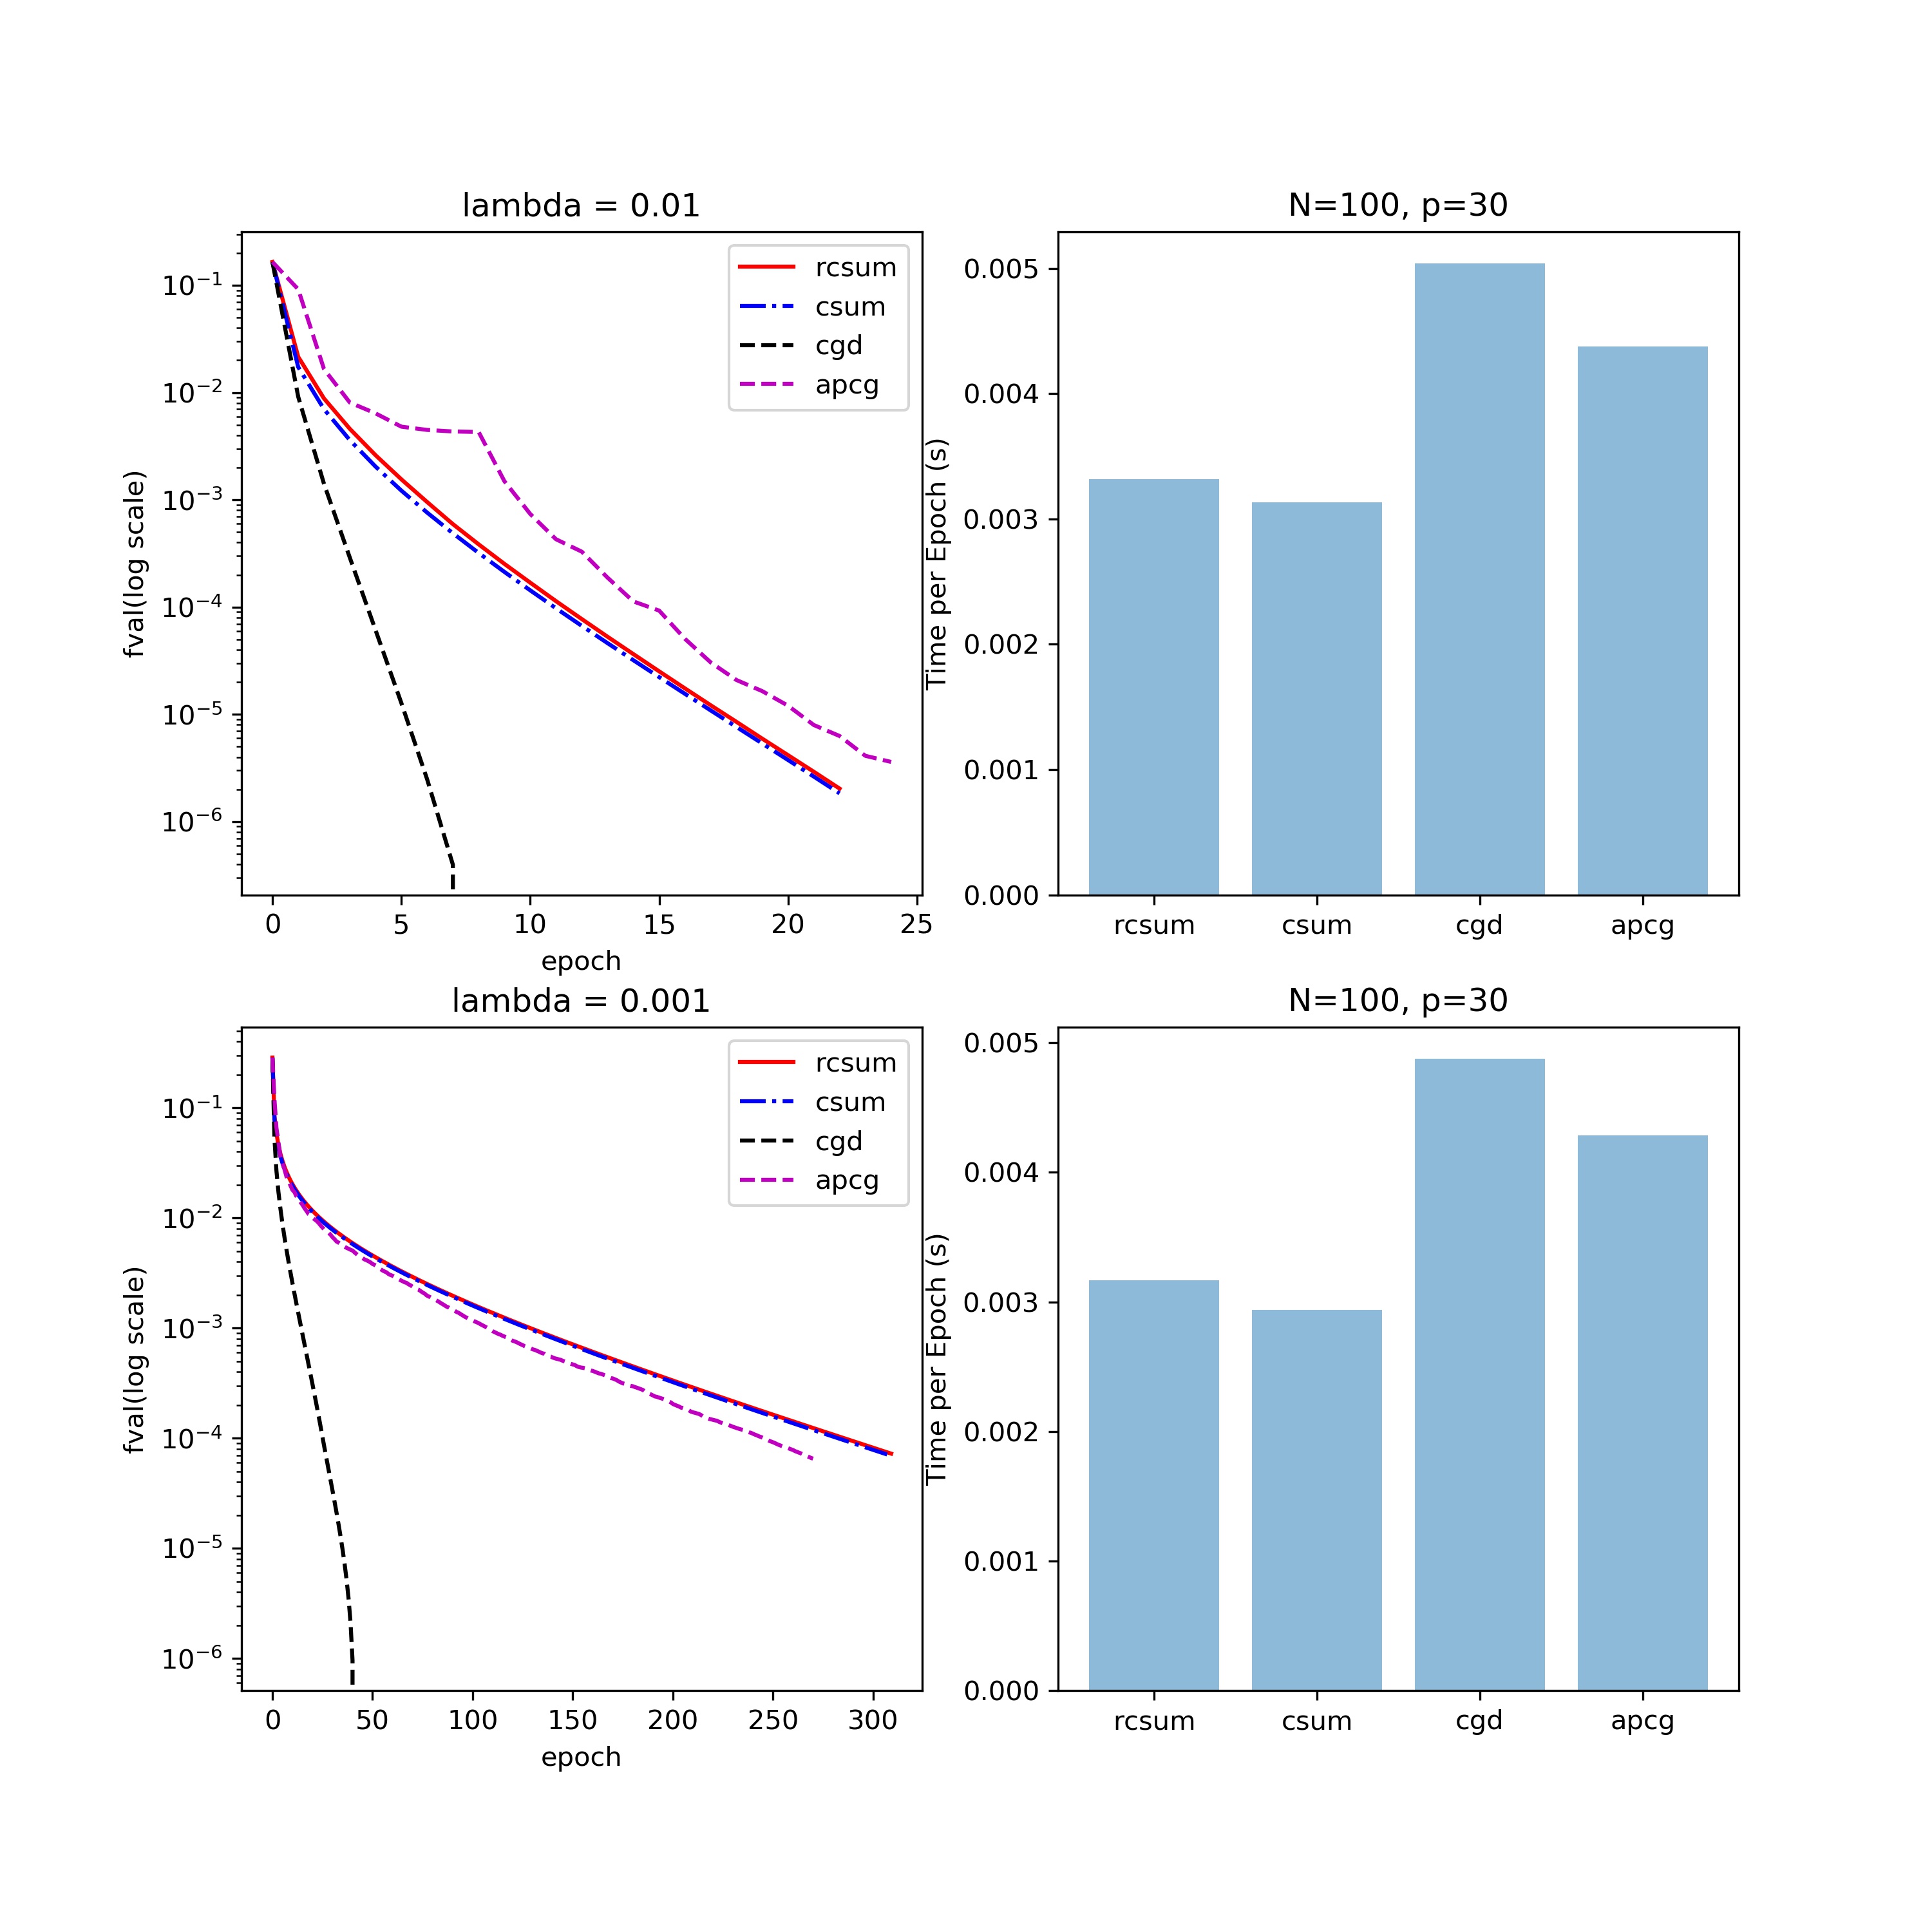 lambda = 0.01
fval(log scale)
10⁻¹
10⁻²
10⁻³
10⁻⁴
10⁻⁵
10⁻⁶
rcsum
csum
cgd
apcg
0 5 10 15 20 25
epoch
N=100, p=30
Time per Epoch (s)
0.005
0.004
0.003
0.002
0.001
0.000
rcsum csum cgd apcg
lambda = 0.001
fval(log scale)
10⁻¹
10⁻²
10⁻³
10⁻⁴
10⁻⁵
10⁻⁶
rcsum
csum
cgd
apcg
0 50 100 150 200 250 300
epoch
N=100, p=30
Time per Epoch (s)
0.005
0.004
0.003
0.002
0.001
0.000
rcsum csum cgd apcg